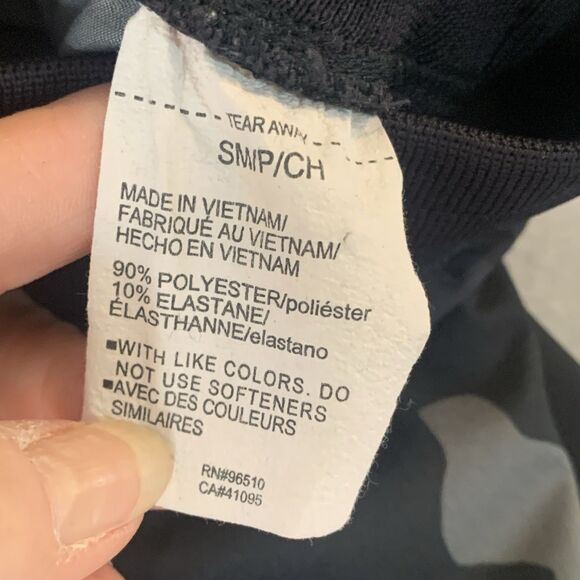 TEAR AWAY
SM/P/CH
MADE IN VIETNAM/
FABRIQUÉ AU VIETNAM/
HECHO EN VIETNAM
90% POLYESTER/poliéster
10% ELASTANE/
ÉLASTHANNE/elastano
■WITH LIKE COLORS. DO
NOT USE SOFTENERS
■AVEC DES COULEURS
SIMILAIRES
RN#96510
CA#41095